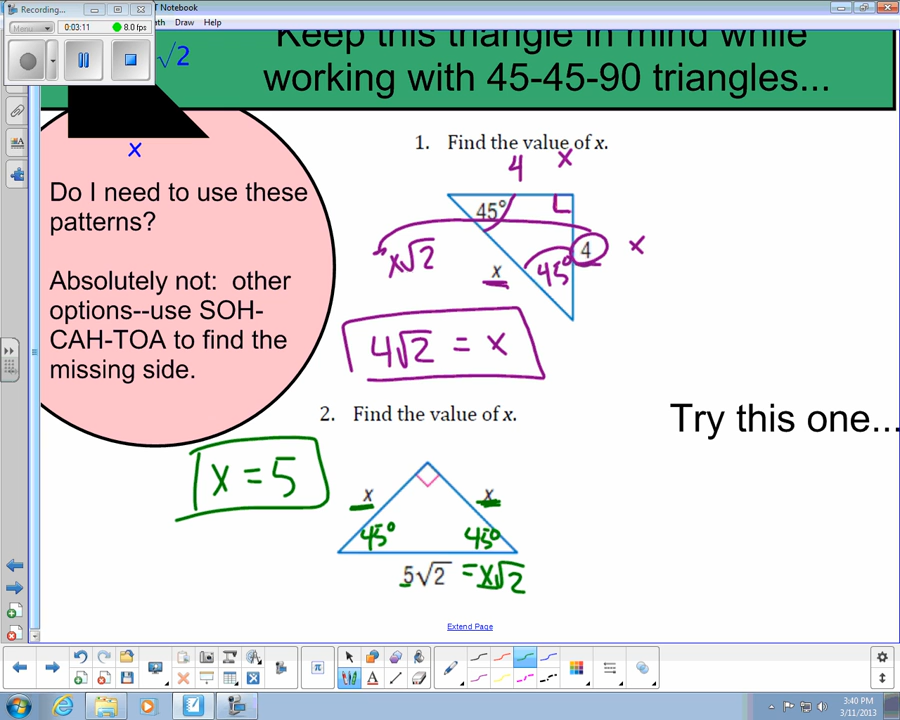 Recording...
T Notebook
Menu
0:03:11
8.0 fps
ath Draw Help
√2
x
Keep this triangle in mind while
working with 45-45-90 triangles...
Do I need to use these
patterns?
Absolutely not: other
options--use SOH-
CAH-TOA to find the
missing side.
1. Find the value of x.
4 x
45°
4 x
x√2
x 45°
4√2 = x
2. Find the value of x.
Try this one...
x = 5
x x
45° 45°
5√2 = x√2
Extend Page
3:40 PM
3/11/2013